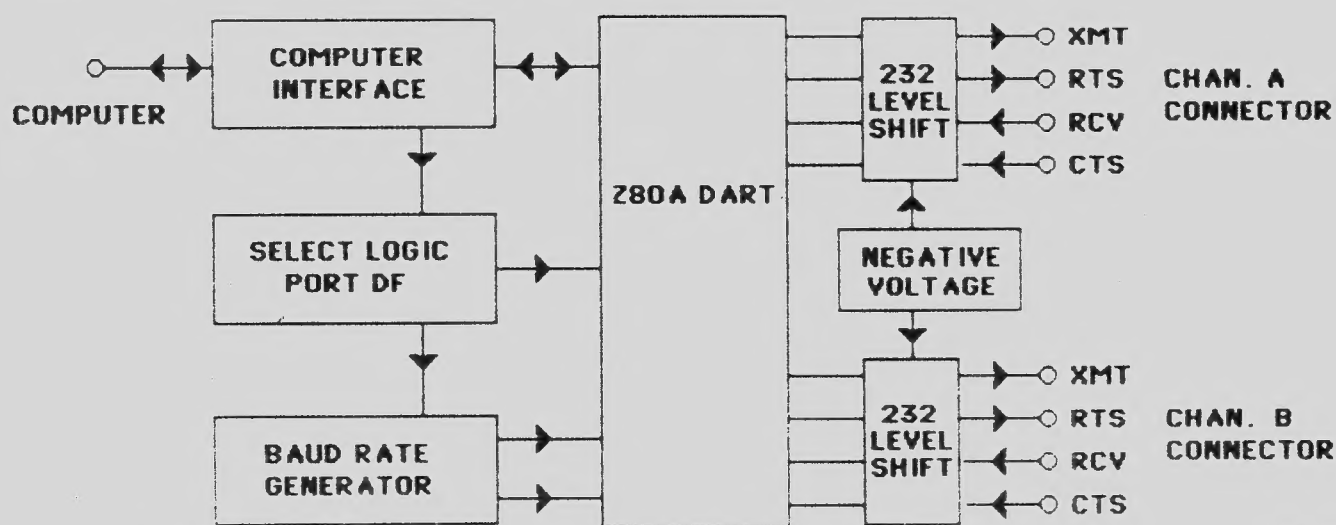 COMPUTER
COMPUTER
INTERFACE
SELECT LOGIC
PORT DF
BAUD RATE
GENERATOR
Z80A DART
232
LEVEL
SHIFT
XMT
RTS
RCV
CTS
CHAN. A
CONNECTOR
NEGATIVE
VOLTAGE
232
LEVEL
SHIFT
XMT
RTS
RCV
CTS
CHAN. B
CONNECTOR